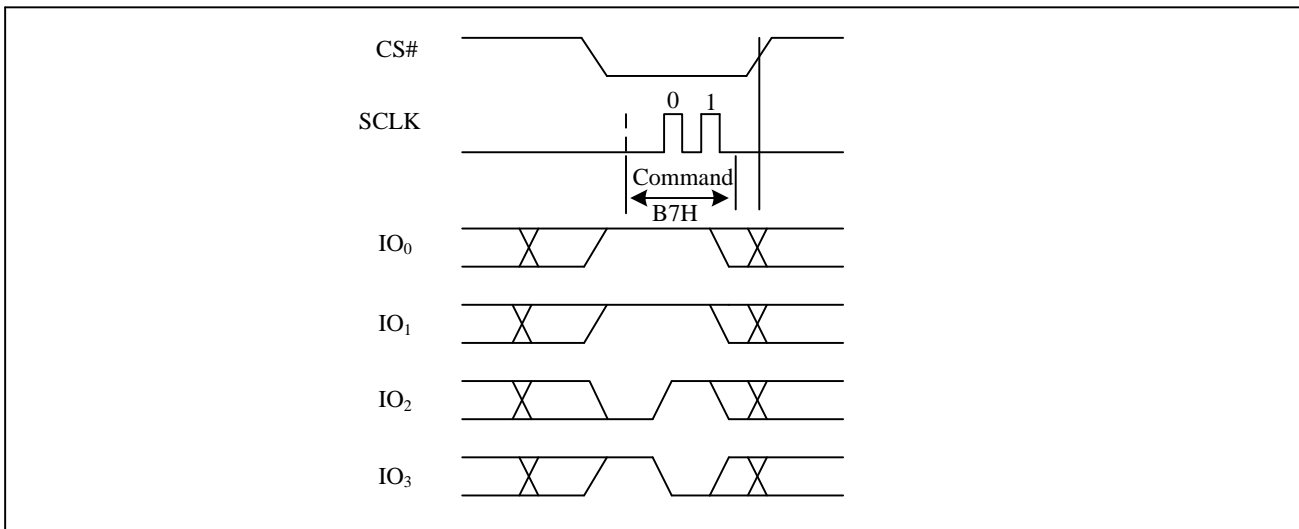 CS#
0 1
SCLK
Command
B7H
IO₀
IO₁
IO₂
IO₃